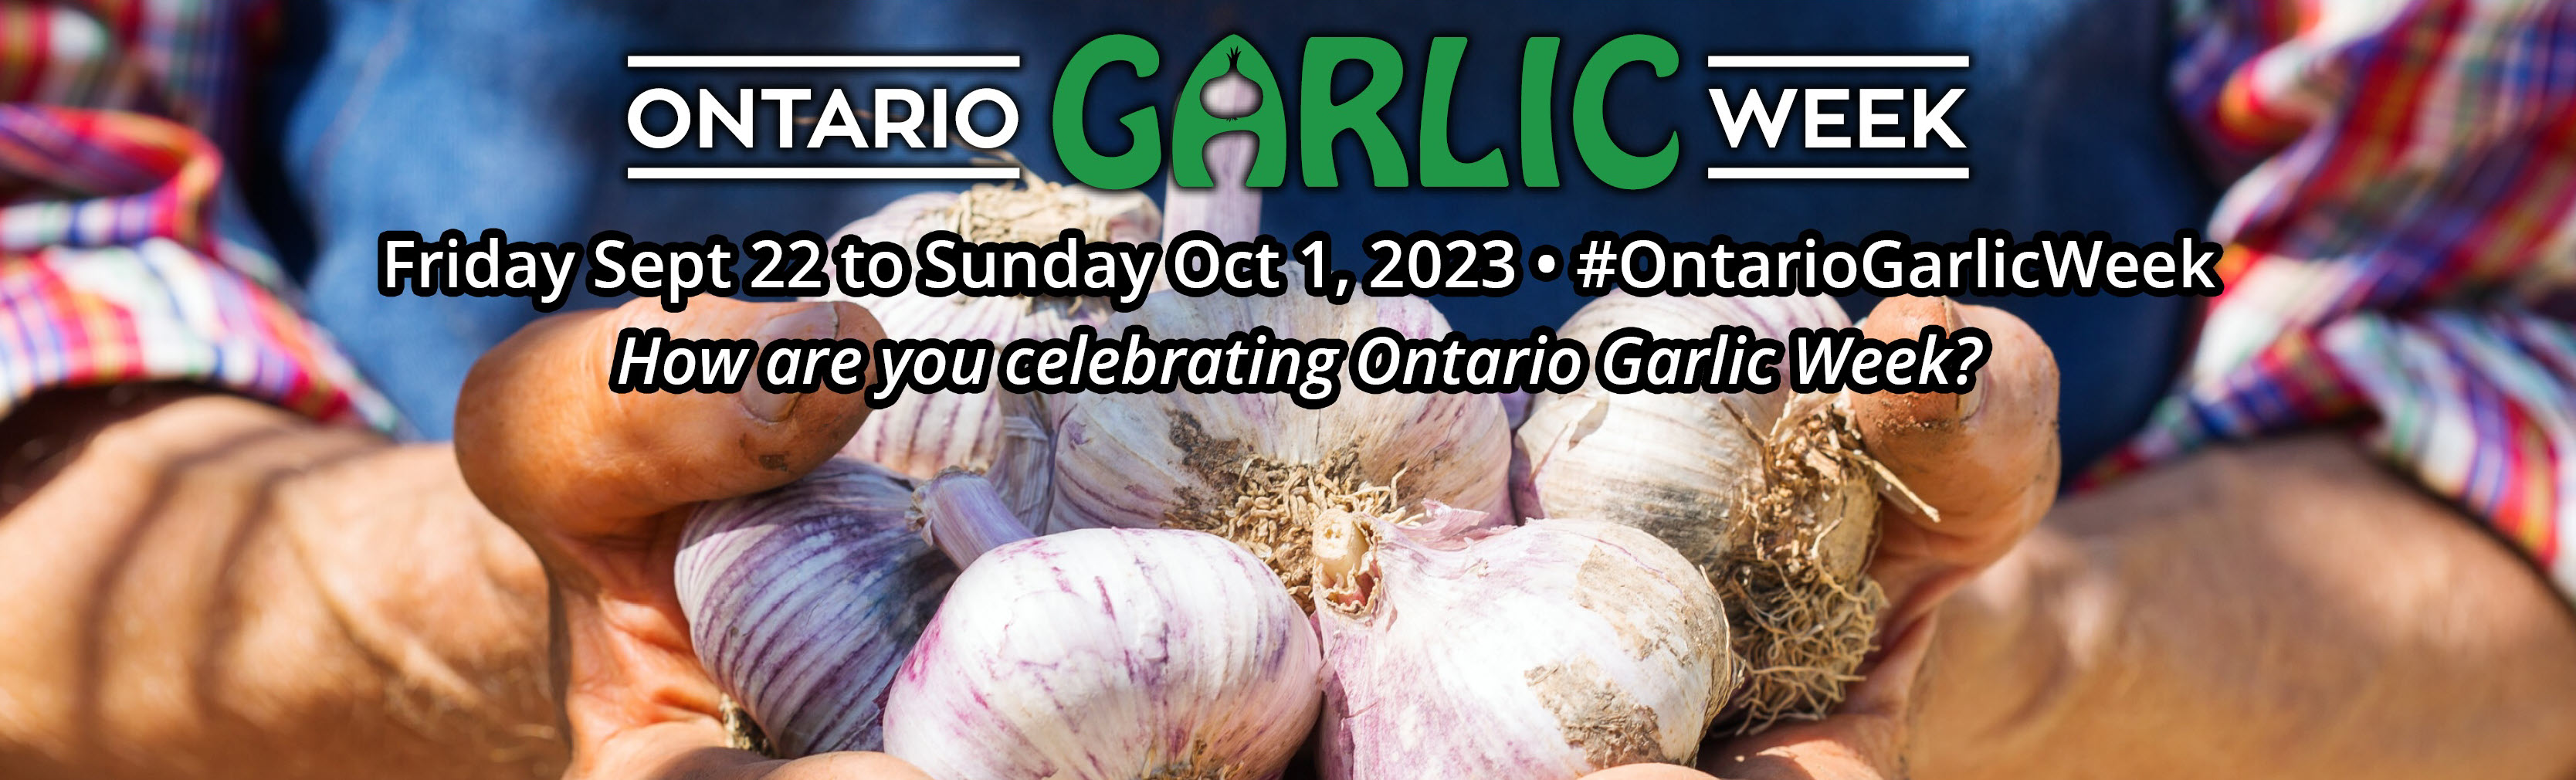 ONTARIO GARLIC WEEK
Friday Sept 22 to Sunday Oct 1, 2023 • #OntarioGarlicWeek
How are you celebrating Ontario Garlic Week?